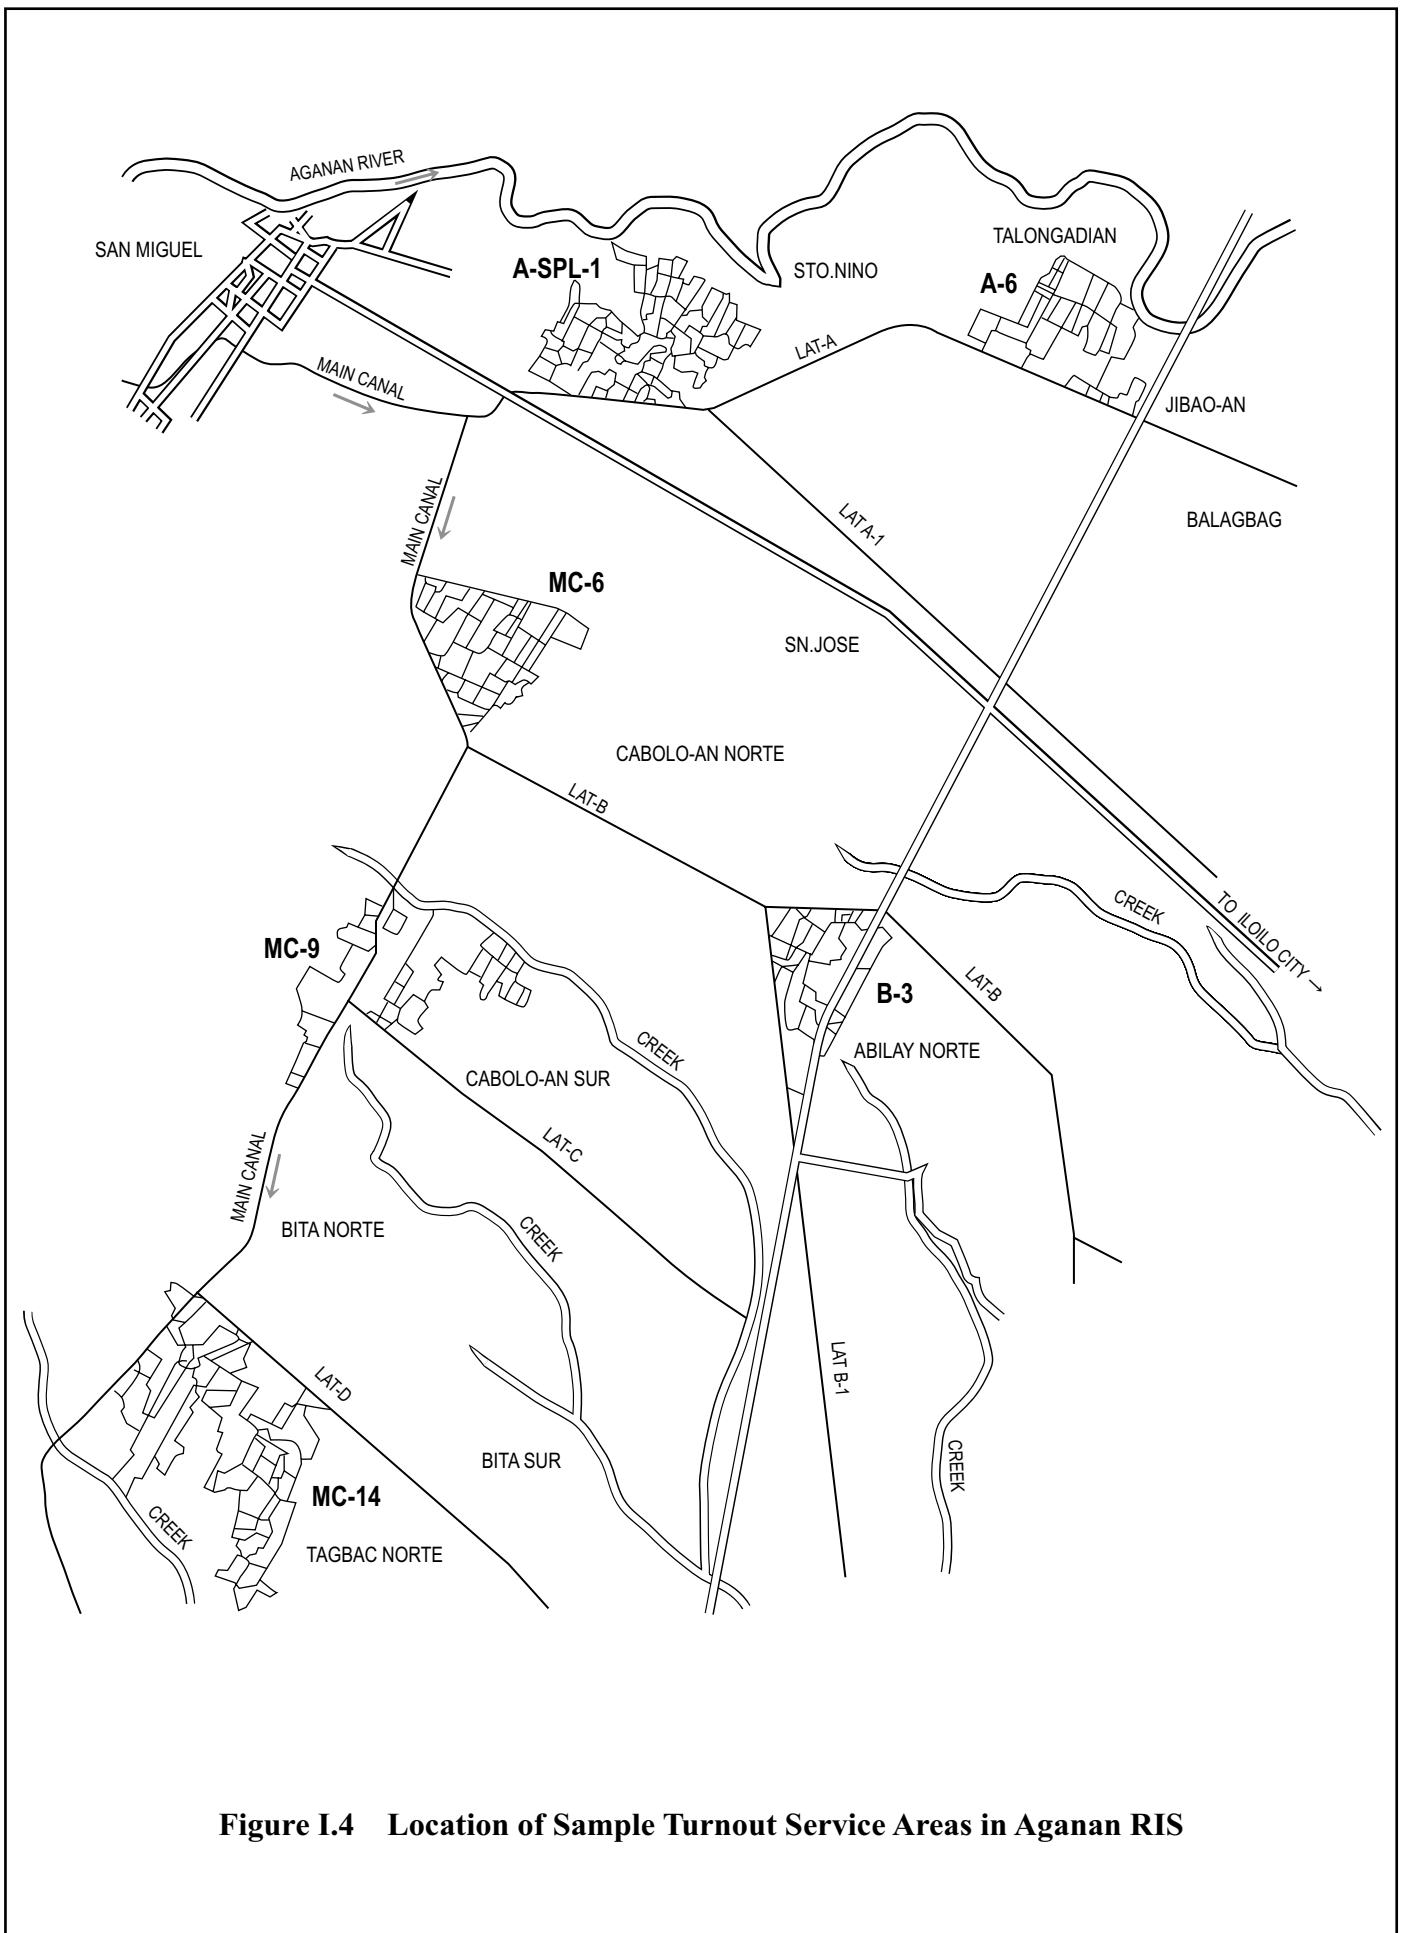 AGANAN RIVER
SAN MIGUEL
TALONGADIAN
A-SPL-1
STO.NINO
A-6
LAT-A
MAIN CANAL
JIBAO-AN
MAIN CANAL
LAT A-1
BALAGBAG
MC-6
SN.JOSE
CABOLO-AN NORTE
LAT-B
CREEK
TO ILOILO CITY →
MC-9
LAT-B
B-3
CREEK
ABILAY NORTE
CABOLO-AN SUR
LAT-C
MAIN CANAL
BITA NORTE
CREEK
LAT-D
LAT B-1
BITA SUR
CREEK
MC-14
CREEK
TAGBAC NORTE
Figure I.4 Location of Sample Turnout Service Areas in Aganan RIS